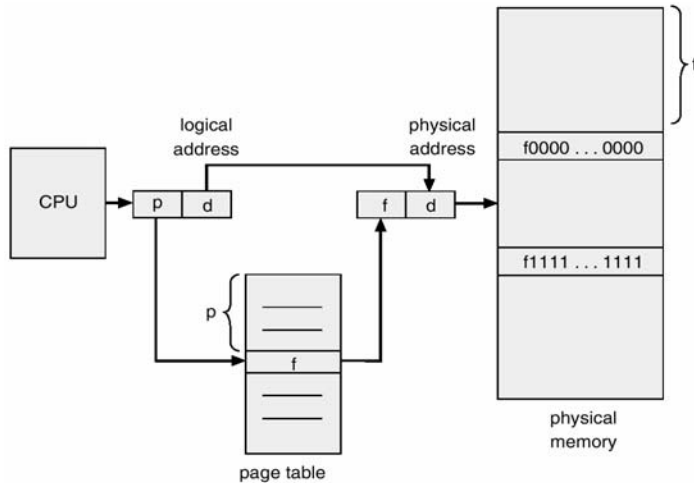 logical
address
physical
address
f
f0000 . . . 0000
CPU
p
d
f
d
f1111 . . . 1111
p
f
physical
memory
page table